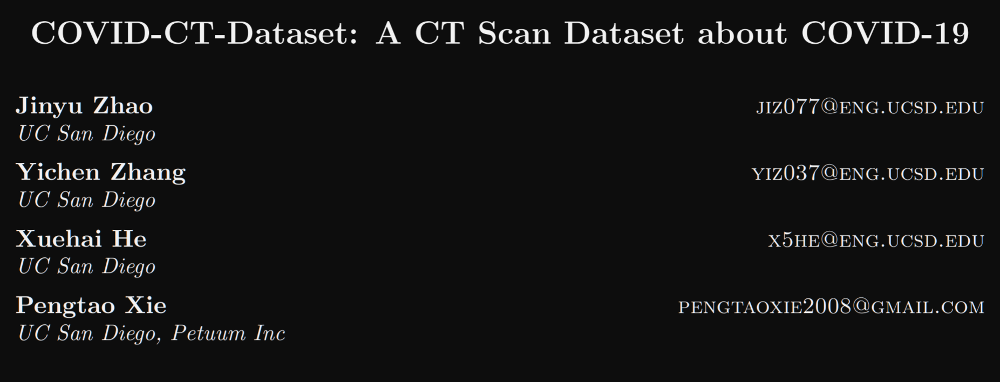 COVID-CT-Dataset: A CT Scan Dataset about COVID-19
Jinyu Zhao JIZ077@ENG.UCSD.EDU
UC San Diego
Yichen Zhang YIZ037@ENG.UCSD.EDU
UC San Diego
Xuehai He X5HE@ENG.UCSD.EDU
UC San Diego
Pengtao Xie PENGTAOXIE2008@GMAIL.COM
UC San Diego, Petuum Inc